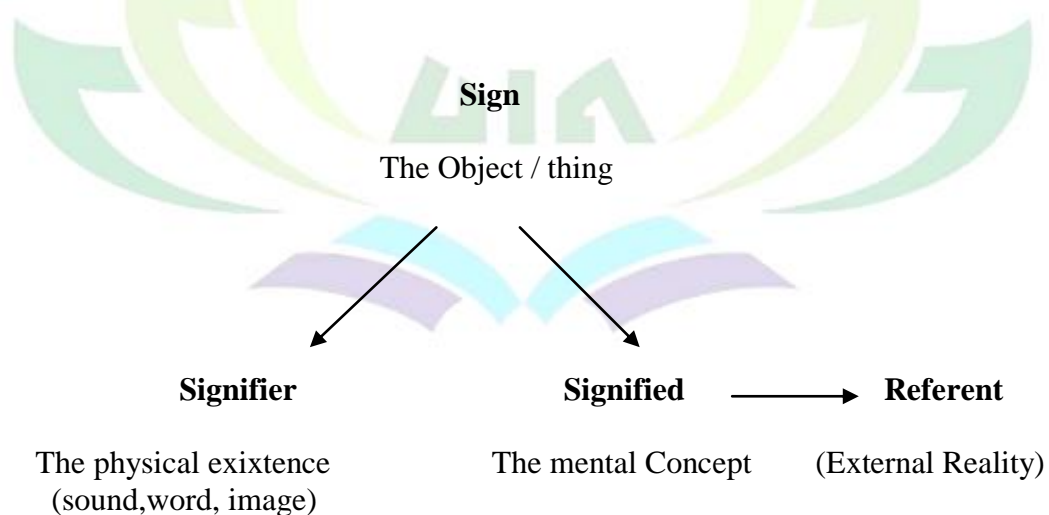 Sign
The Object / thing
Signifier Signified Referent
The physical exixtence The mental Concept (External Reality)
(sound,word, image)